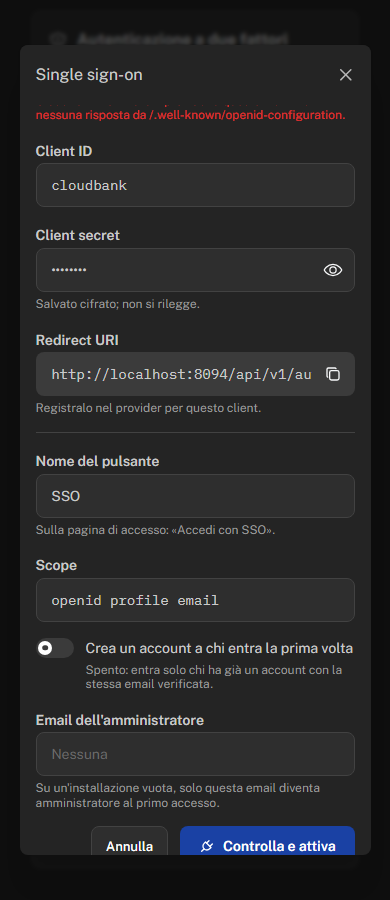 Autenticazione a due fattori
Single sign-on
nessuna risposta da /.well-known/openid-configuration.
Client ID
cloudbank
Client secret
••••••••
Salvato cifrato; non si rilegge.
Redirect URI
http://localhost:8094/api/v1/au
Registralo nel provider per questo client.
Nome del pulsante
SSO
Sulla pagina di accesso: «Accedi con SSO».
Scope
openid profile email
Crea un account a chi entra la prima volta
Spento: entra solo chi ha già un account con la
stessa email verificata.
Email dell'amministratore
Nessuna
Su un'installazione vuota, solo questa email diventa
amministratore al primo accesso.
Annulla
Controlla e attiva